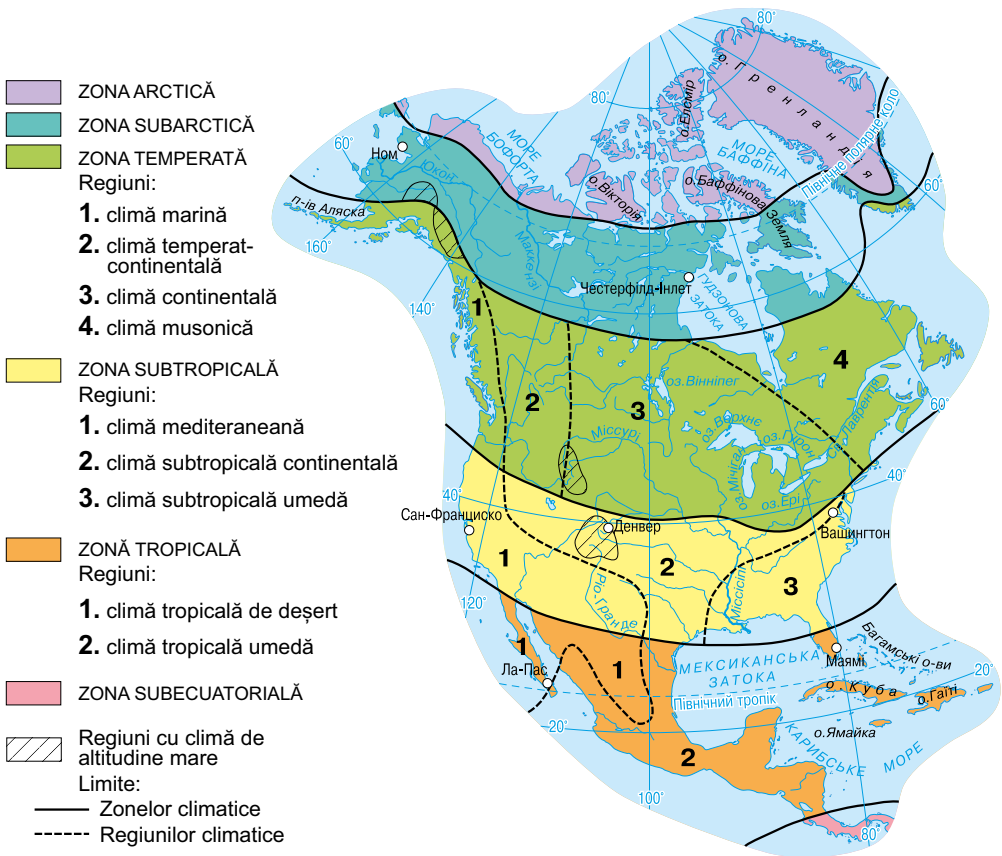 ZONA ARCTICĂ
ZONA SUBARCTICĂ
ZONA TEMPERATĂ
Regiuni:
1. climă marină
2. climă temperat-
continentală
3. climă continentală
4. climă musonică
ZONA SUBTROPICALĂ
Regiuni:
1. climă mediteraneană
2. climă subtropicală continentală
3. climă subtropicală umedă
ZONĂ TROPICALĂ
Regiuni:
1. climă tropicală de deșert
2. climă tropicală umedă
ZONA SUBECUATORIALĂ
Regiuni cu climă de
altitudine mare
Limite:
Zonelor climatice
Regiunilor climatice
80°
80°
о. Гренландія
о.Елсмір
Північне полярне коло
МОРЕ
БАФФІНА
МОРЕ
БОФОРТА
60°
Ном
Юкон
о.Вікторія
о.Баффінова Земля
60°
п-ів Аляска
160°
Маккензі
140°
Честерфілд-Інлет
ГУДЗОНОВА
ЗАТОКА
1
4
2
3
оз.Вінніпег
Міссурі
оз.Верхнє
оз.Гурон
оз.Мічіган
оз.Ері
Св.Лаврентія
60°
40°
40°
Сан-Франциско
Денвер
Вашингтон
1
2
3
Ріо-Гранде
Міссісіпі
120°
1
1
Ла-Пас
МЕКСИКАНСЬКА
ЗАТОКА
Північний тропік
Маямі
Багамські о-ви
о. Куба
о.Гаїті
20°
20°
о.Ямайка
КАРИБСЬКЕ МОРЕ
2
100°
80°